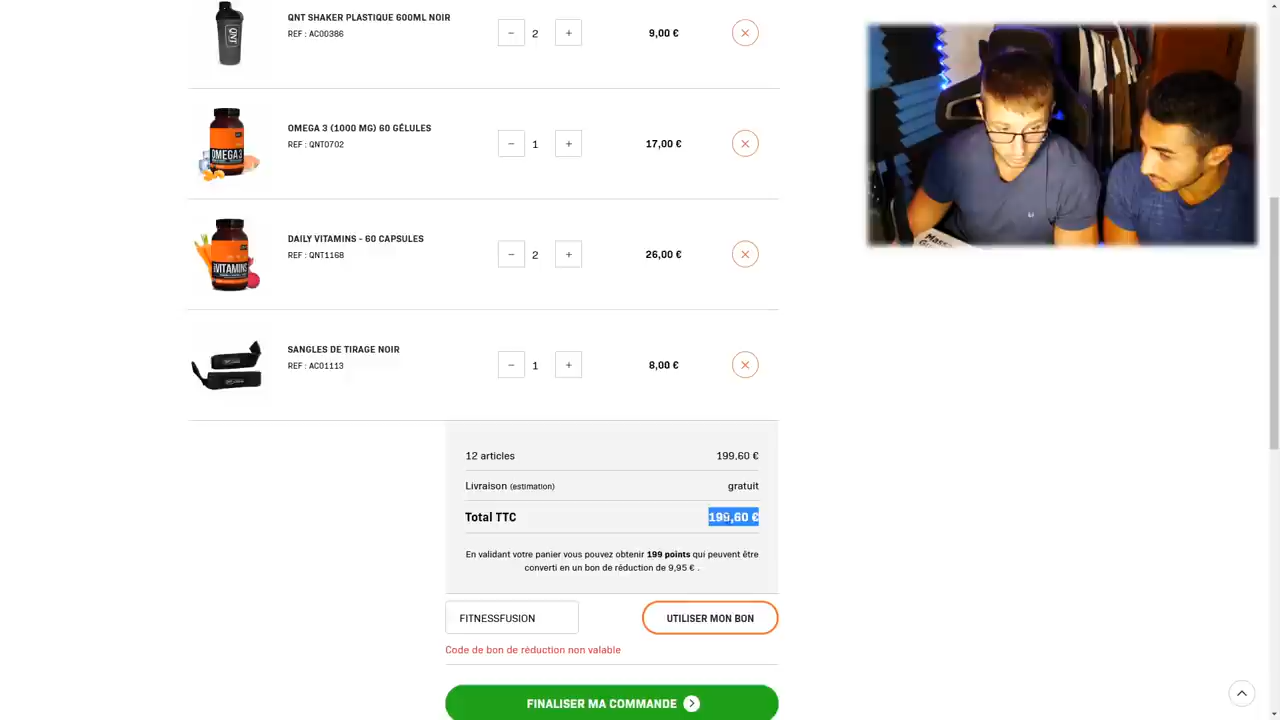 QNT SHAKER PLASTIQUE 600ML NOIR
REF : AC00386
− 2 +
9,00 €
QNT
OMEGA 3 (1000 MG) 60 GÉLULES
REF : QNT0702
− 1 +
17,00 €
OMEGA 3
DAILY VITAMINS - 60 CAPSULES
REF : QNT1168
− 2 +
26,00 €
VITAMINS
SANGLES DE TIRAGE NOIR
REF : AC01113
− 1 +
8,00 €
12 articles 199,60 €
Livraison (estimation) gratuit
Total TTC 199,60 €
En validant votre panier vous pouvez obtenir 199 points qui peuvent être
converti en un bon de réduction de 9,95 € .
FITNESSFUSION
UTILISER MON BON
Code de bon de réduction non valable
FINALISER MA COMMANDE